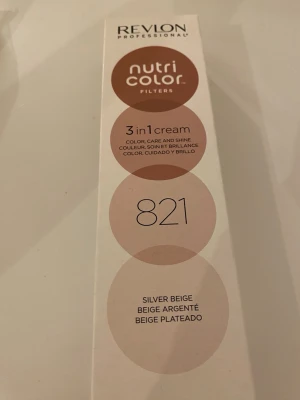 REVLON
PROFESSIONAL
nutri
color
FILTERS
3 in 1 cream
COLOR, CARE AND SHINE
COULEUR, SOIN ET BRILLANCE
COLOR, CUIDADO Y BRILLO
821
SILVER BEIGE
BEIGE ARGENTÉ
BEIGE PLATEADO